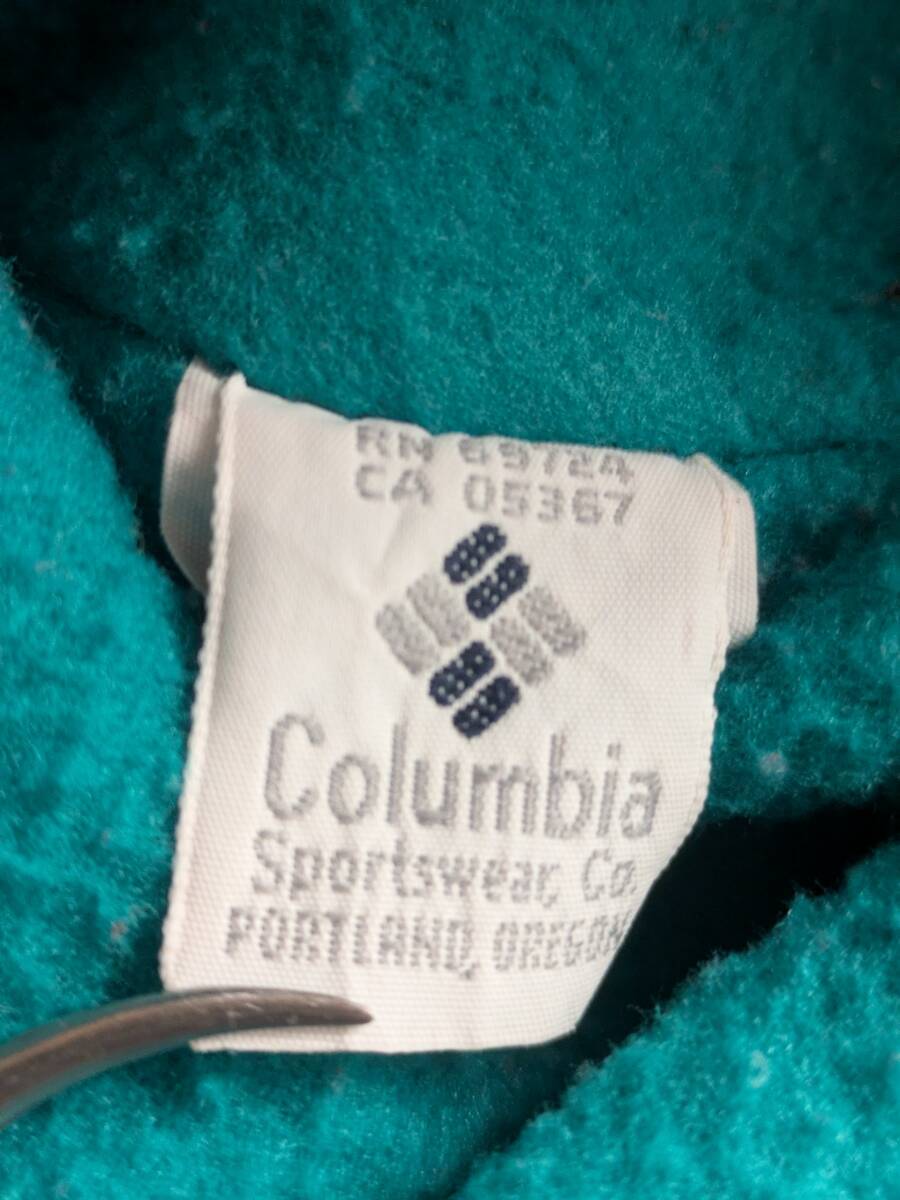 RN 69724
CA 05367
Columbia
Sportswear, Co.
PORTLAND, OREGON